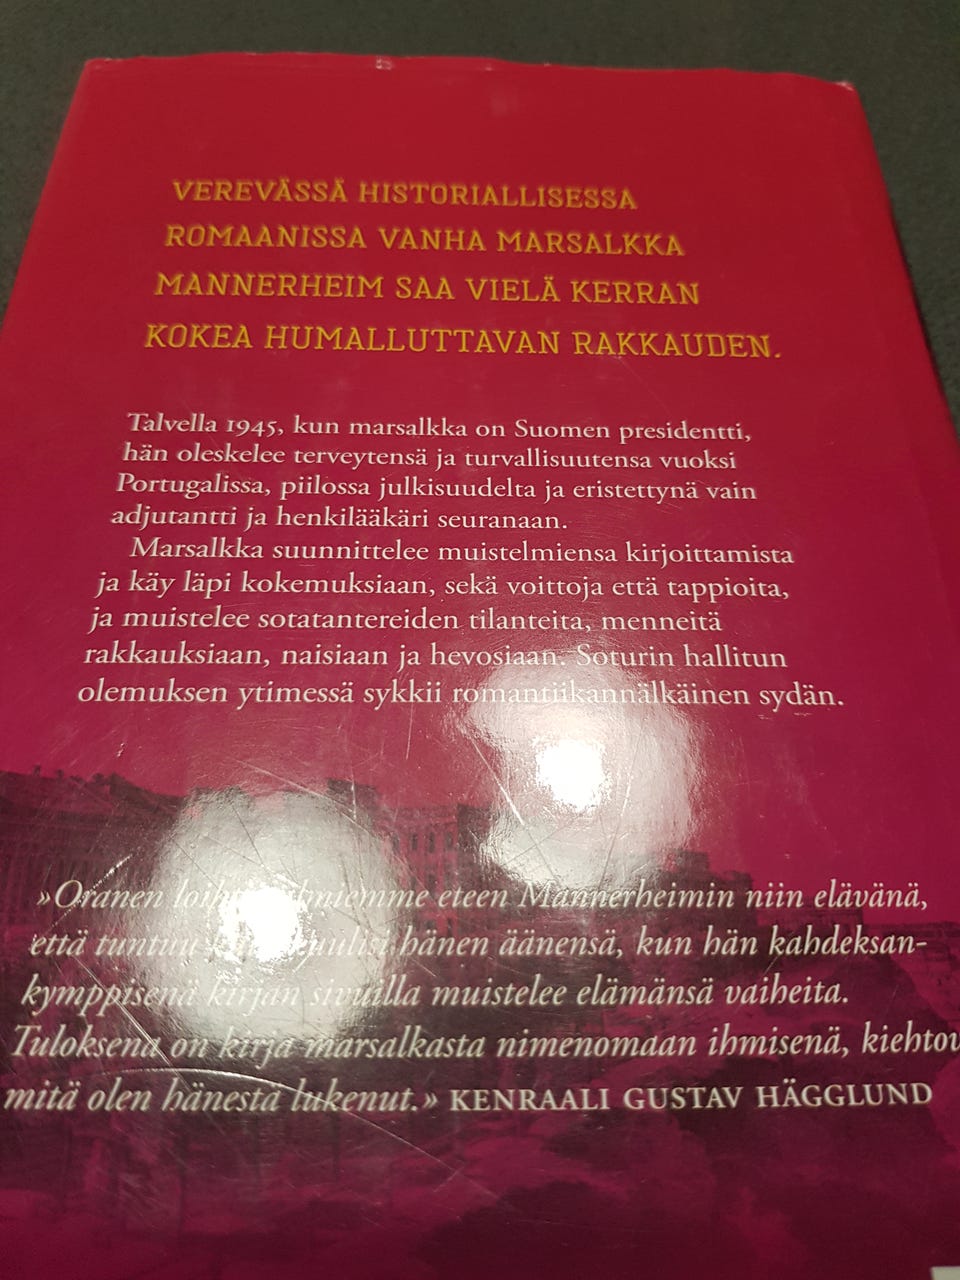 VEREVÄSSÄ HISTORIALLISESSA
ROMAANISSA VANHA MARSALKKA
MANNERHEIM SAA VIELÄ KERRAN
KOKEA HUMALLUTTAVAN RAKKAUDEN.
Talvella 1945, kun marsalkka on Suomen presidentti,
hän oleskelee terveytensä ja turvallisuutensa vuoksi
Portugalissa, piilossa julkisuudelta ja eristettynä vain
adjutantti ja henkilääkäri seuranaan.
Marsalkka suunnittelee muistelmiensa kirjoittamista
ja käy läpi kokemuksiaan, sekä voittoja että tappioita,
ja muistelee sotatantereiden tilanteita, menneitä
rakkauksiaan, naisiaan ja hevosiaan. Soturin hallitun
olemuksen ytimessä sykkii romantiikannälkäinen sydän.
»Oranen silmiemme eteen Mannerheimin niin elävänä,
että tuntuu kuulisi hänen äänensä, kun hän kahdeksan-
kymppisenä kirjan sivuilla muistelee elämänsä vaiheita.
Tuloksena on kirja marsalkasta nimenomaan ihmisenä,
mitä olen hänestä lukenut.» KENRAALI GUSTAV HÄGGLUND